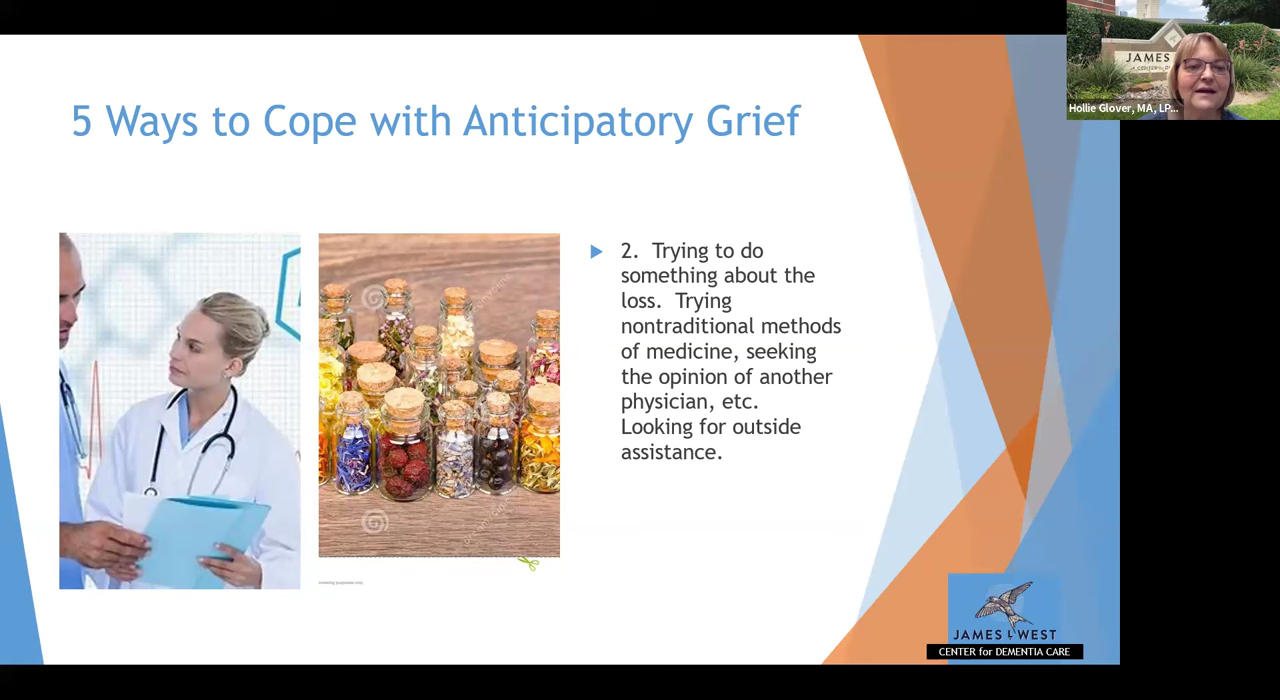 5 Ways to Cope with Anticipatory Grief
JAMES
Hollie Glover, MA, LP...
2. Trying to do
something about the
loss. Trying
nontraditional methods
of medicine, seeking
the opinion of another
physician, etc.
Looking for outside
assistance.
JAMES L WEST
CENTER for DEMENTIA CARE